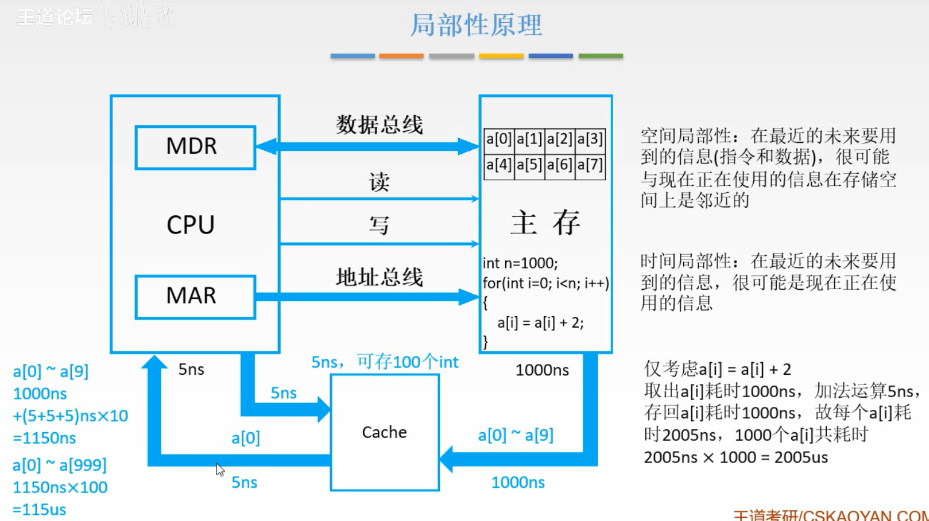 王道论坛
局部性原理
MDR
CPU
MAR
数据总线
读
写
地址总线
a[0] a[1] a[2] a[3]
a[4] a[5] a[6] a[7]
主 存
int n=1000;
for(int i=0; i<n; i++)
{
a[i] = a[i] + 2;
}
空间局部性：在最近的未来要用
到的信息(指令和数据)，很可能
与现在正在使用的信息在存储空
间上是邻近的
时间局部性：在最近的未来要用
到的信息，很可能是现在正在使
用的信息
a[0] ~ a[9]
1000ns
+(5+5+5)ns×10
=1150ns
a[0] ~ a[999]
1150ns×100
=115us
5ns
5ns
5ns，可存100个int
Cache
a[0]
5ns
1000ns
a[0] ~ a[9]
1000ns
仅考虑a[i] = a[i] + 2
取出a[i]耗时1000ns，加法运算5ns，
存回a[i]耗时1000ns，故每个a[i]耗
时2005ns，1000个a[i]共耗时
2005ns × 1000 = 2005us
王道考研/CSKAOYAN.COM